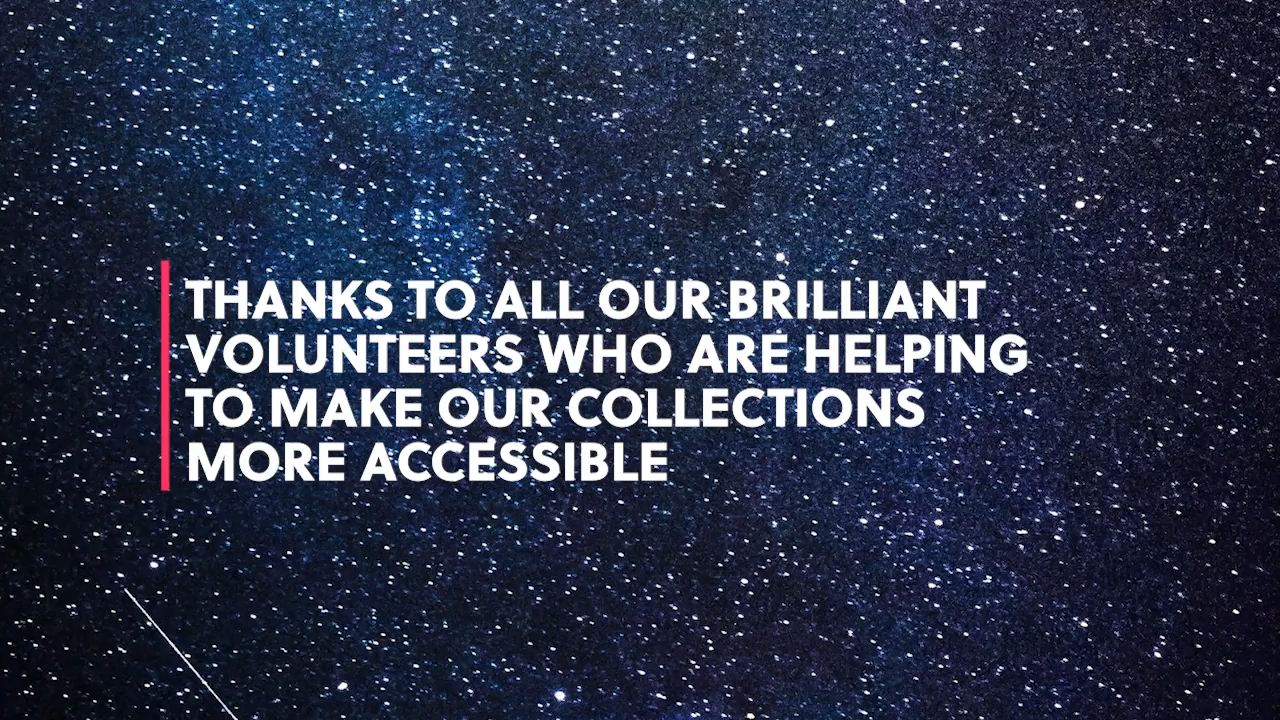 THANKS TO ALL OUR BRILLIANT
VOLUNTEERS WHO ARE HELPING
TO MAKE OUR COLLECTIONS
MORE ACCESSIBLE